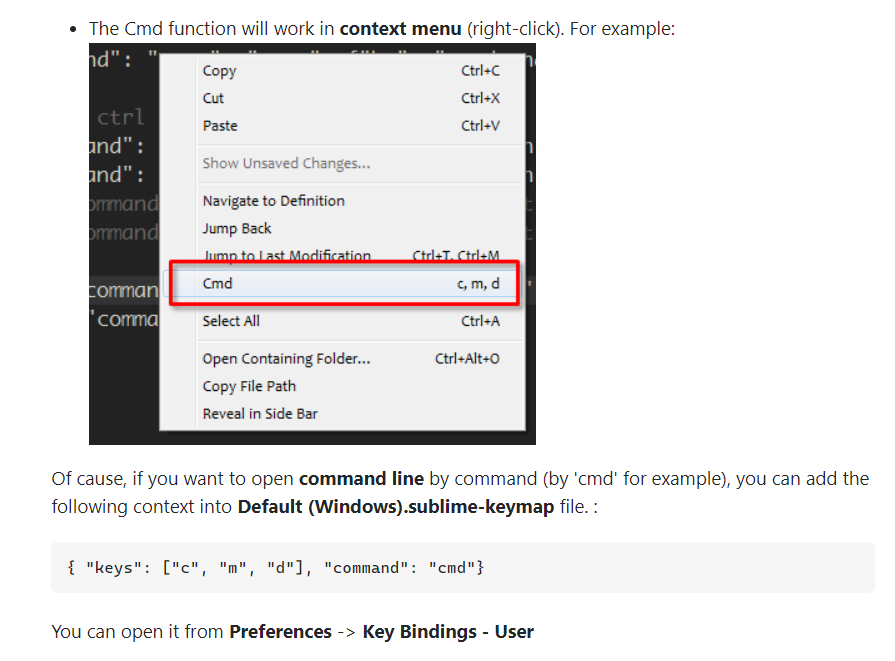 The Cmd function will work in context menu (right-click). For example:
nd":
Copy Ctrl+C
Cut Ctrl+X
ctrl
Paste Ctrl+V
and":
Show Unsaved Changes...
and":
Navigate to Definition
ommand
Jump Back
ommand
Jump to Last Modification Ctrl+T, Ctrl+M
comman
Cmd c, m, d
'comma
Select All Ctrl+A
Open Containing Folder... Ctrl+Alt+O
Copy File Path
Reveal in Side Bar
Of cause, if you want to open command line by command (by 'cmd' for example), you can add the
following context into Default (Windows).sublime-keymap file. :
{ "keys": ["c", "m", "d"], "command": "cmd"}
You can open it from Preferences -> Key Bindings - User